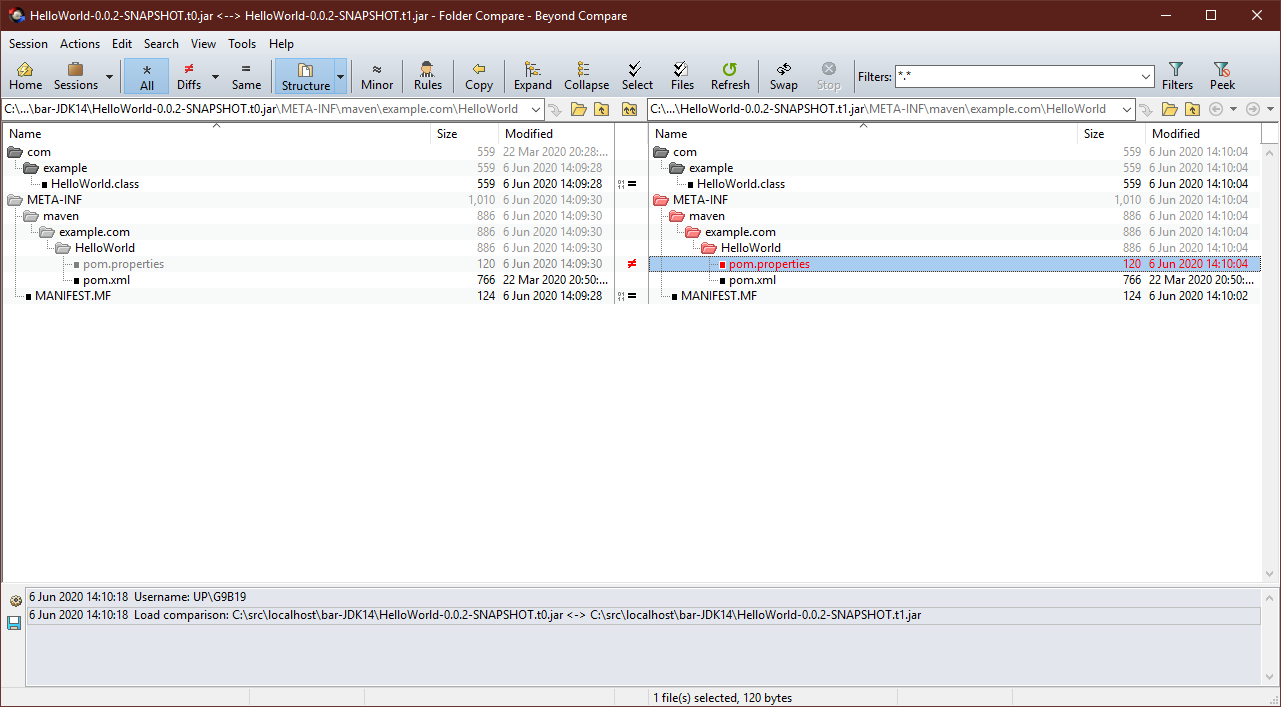 HelloWorld-0.0.2-SNAPSHOT.t0.jar <--> HelloWorld-0.0.2-SNAPSHOT.t1.jar - Folder Compare - Beyond Compare
Session Actions Edit Search View Tools Help
Home Sessions All Diffs Same Structure Minor Rules Copy Expand Collapse Select Files Refresh Swap Stop Filters: *.* Filters Peek
C:\...\bar-JDK14\HelloWorld-0.0.2-SNAPSHOT.t0.jar\META-INF\maven\example.com\HelloWorld C:\...\HelloWorld-0.0.2-SNAPSHOT.t1.jar\META-INF\maven\example.com\HelloWorld
Name Size Modified Name Size Modified
com 559 22 Mar 2020 20:28:... com 559 6 Jun 2020 14:10:04
example 559 6 Jun 2020 14:09:28 example 559 6 Jun 2020 14:10:04
HelloWorld.class 559 6 Jun 2020 14:09:28 = HelloWorld.class 559 6 Jun 2020 14:10:04
META-INF 1,010 6 Jun 2020 14:09:30 META-INF 1,010 6 Jun 2020 14:10:04
maven 886 6 Jun 2020 14:09:30 maven 886 6 Jun 2020 14:10:04
example.com 886 6 Jun 2020 14:09:30 example.com 886 6 Jun 2020 14:10:04
HelloWorld 886 6 Jun 2020 14:09:30 HelloWorld 886 6 Jun 2020 14:10:04
pom.properties 120 6 Jun 2020 14:09:30 ≠ pom.properties 120 6 Jun 2020 14:10:04
pom.xml 766 22 Mar 2020 20:50:... pom.xml 766 22 Mar 2020 20:50:...
MANIFEST.MF 124 6 Jun 2020 14:09:28 = MANIFEST.MF 124 6 Jun 2020 14:10:02
6 Jun 2020 14:10:18 Username: UP\G9B19
6 Jun 2020 14:10:18 Load comparison: C:\src\localhost\bar-JDK14\HelloWorld-0.0.2-SNAPSHOT.t0.jar <-> C:\src\localhost\bar-JDK14\HelloWorld-0.0.2-SNAPSHOT.t1.jar
1 file(s) selected, 120 bytes